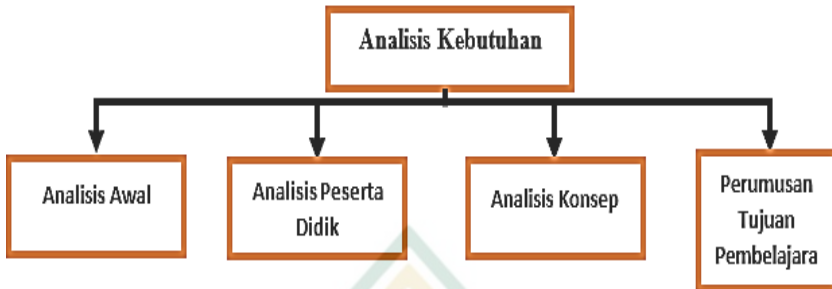 Analisis Kebutuhan
Analisis Awal
Analisis Peserta
Didik
Analisis Konsep
Perumusan
Tujuan
Pembelajara